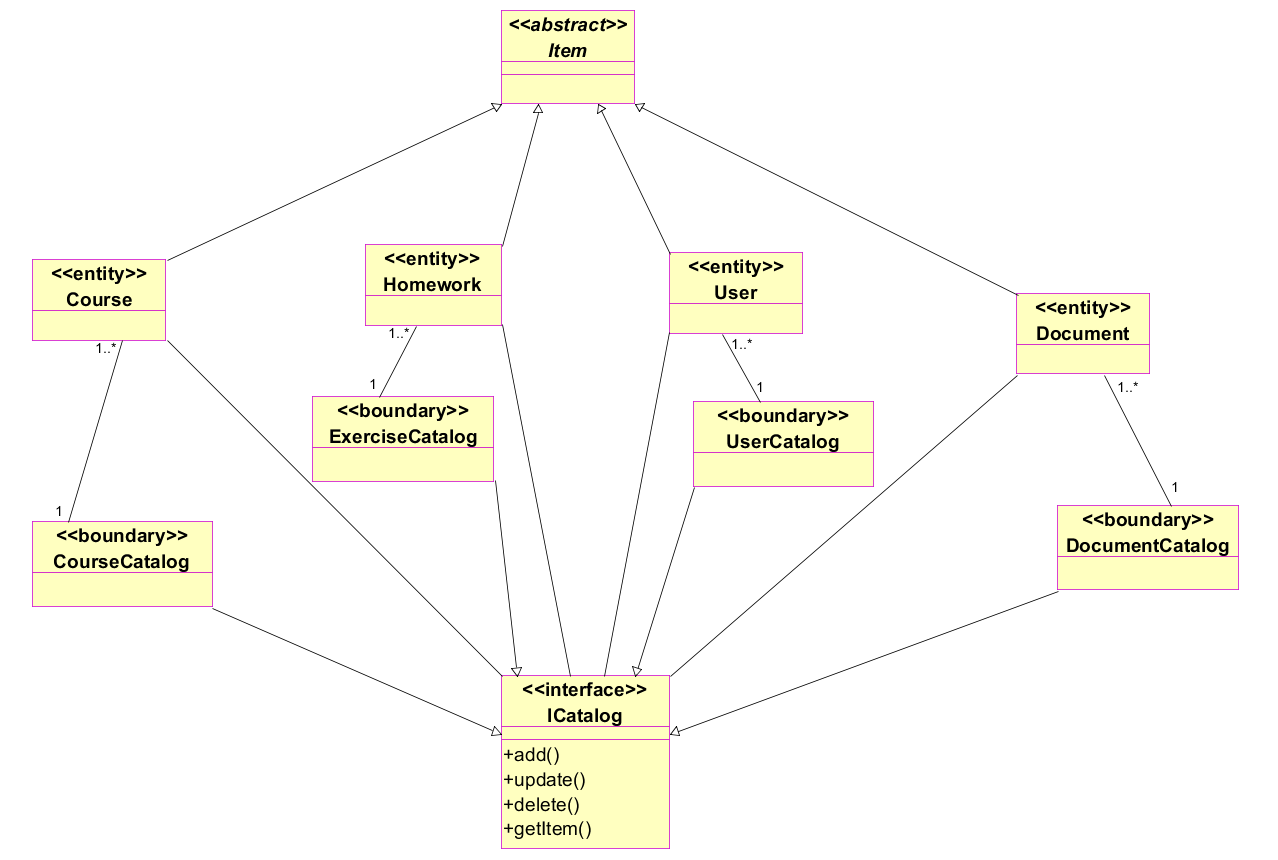 <<abstract>>
Item
<<entity>>
Course
<<entity>>
Homework
<<entity>>
User
<<entity>>
Document
1..*
1..*
1..*
1..*
1
1
1
1
<<boundary>>
ExerciseCatalog
<<boundary>>
UserCatalog
<<boundary>>
CourseCatalog
<<boundary>>
DocumentCatalog
<<interface>>
ICatalog
+add()
+update()
+delete()
+getItem()